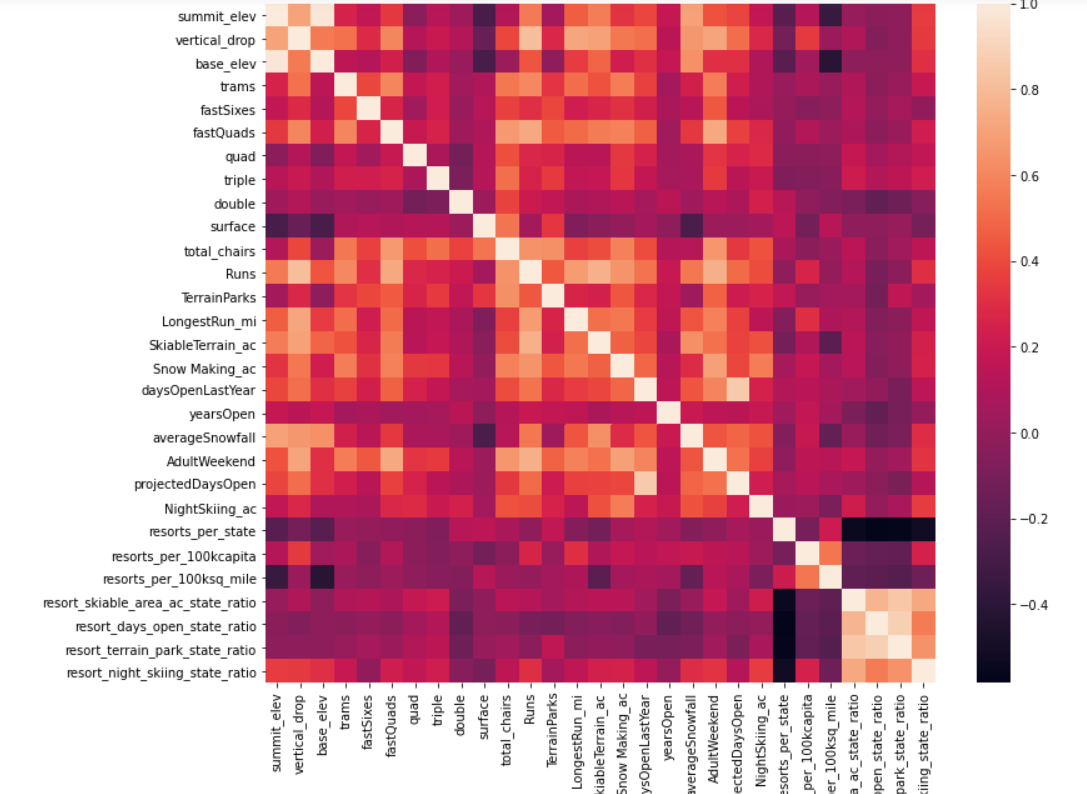 summit_elev
vertical_drop
base_elev
trams
fastSixes
fastQuads
quad
triple
double
surface
total_chairs
Runs
TerrainParks
LongestRun_mi
SkiableTerrain_ac
Snow Making_ac
daysOpenLastYear
yearsOpen
averageSnowfall
AdultWeekend
projectedDaysOpen
NightSkiing_ac
resorts_per_state
resorts_per_100kcapita
resorts_per_100ksq_mile
resort_skiable_area_ac_state_ratio
resort_days_open_state_ratio
resort_terrain_park_state_ratio
resort_night_skiing_state_ratio
summit_elev
vertical_drop
base_elev
trams
fastSixes
fastQuads
quad
triple
double
surface
total_chairs
Runs
TerrainParks
LongestRun_mi
kiableTerrain_ac
Snow Making_ac
ysOpenLastYear
yearsOpen
averageSnowfall
AdultWeekend
ectedDaysOpen
NightSkiing_ac
esorts_per_state
_per_100kcapita
er_100ksq_mile
a_ac_state_ratio
pen_state_ratio
park_state_ratio
iing_state_ratio
1.0
0.8
0.6
0.4
0.2
0.0
−0.2
−0.4